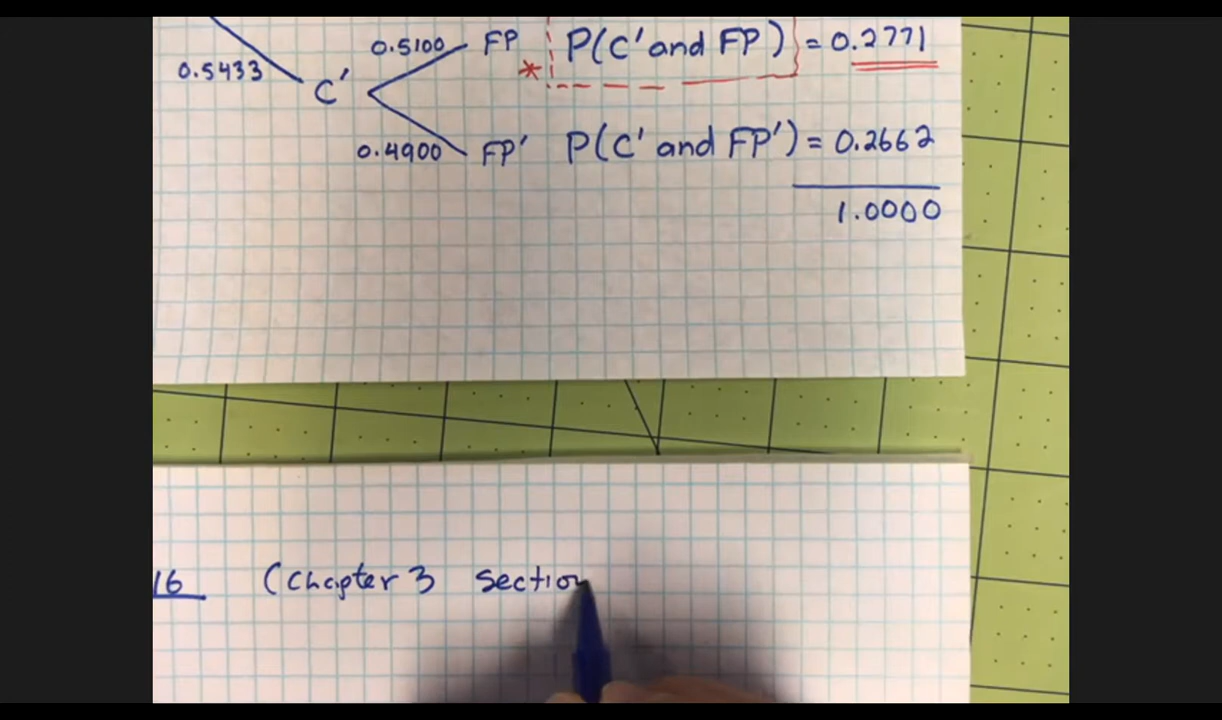 0.5100 FP P(C' and FP) = 0.2771
0.5433 C' *
0.4900 FP' P(C' and FP') = 0.2662
1.0000
16 (Chapter 3 Section